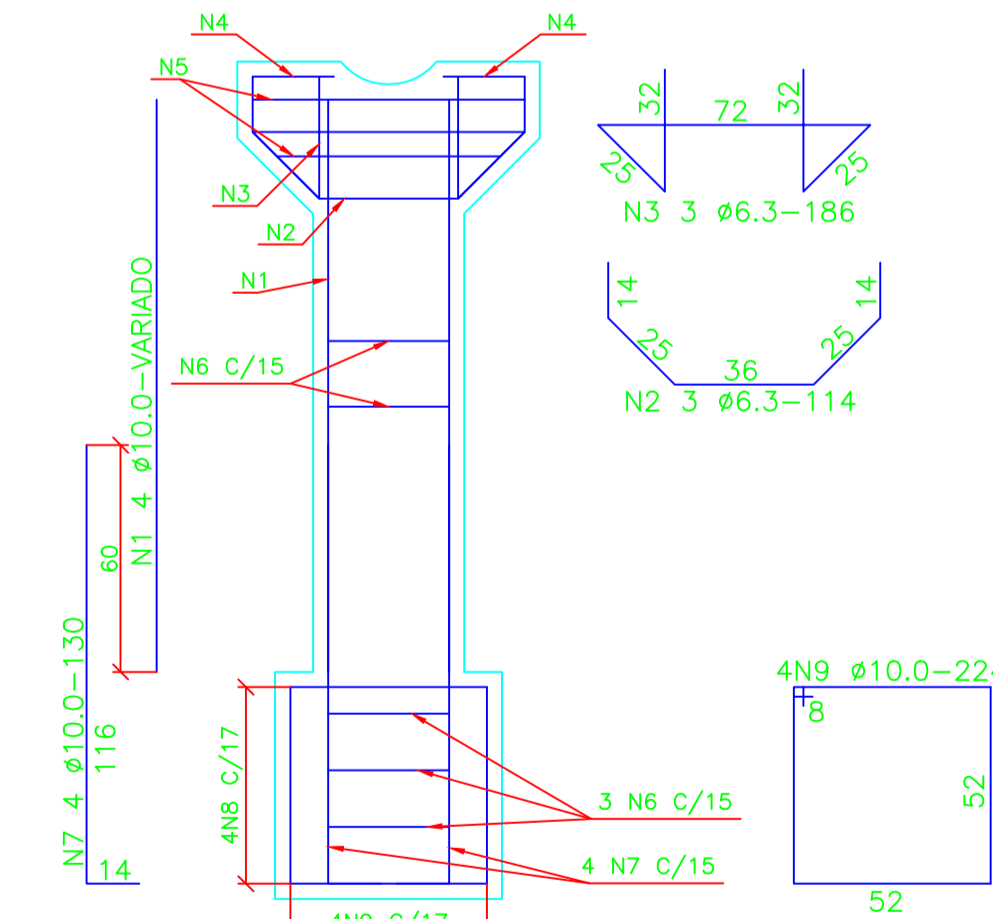 N4
N4
N5
N3
N2
N1
N6 C/15
N1 4 ø10.0-VARIADO
60
N7 4 ø10.0-130
116
14
4N8 C/17
3 N6 C/15
4 N7 C/15
32
72
32
25
25
N3 3 ø6.3-186
14
14
25
25
36
N2 3 ø6.3-114
4N9 ø10.0-22
8
52
52